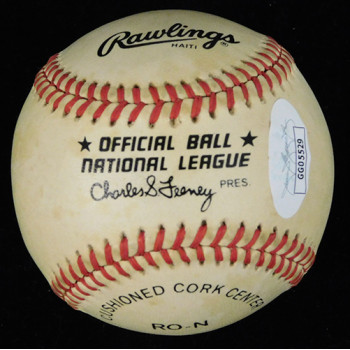 Rawlings®
HAITI
★ OFFICIAL BALL ★
NATIONAL LEAGUE
Charles S Feeney PRES.
CUSHIONED CORK CENTER
RO-N
GG05529